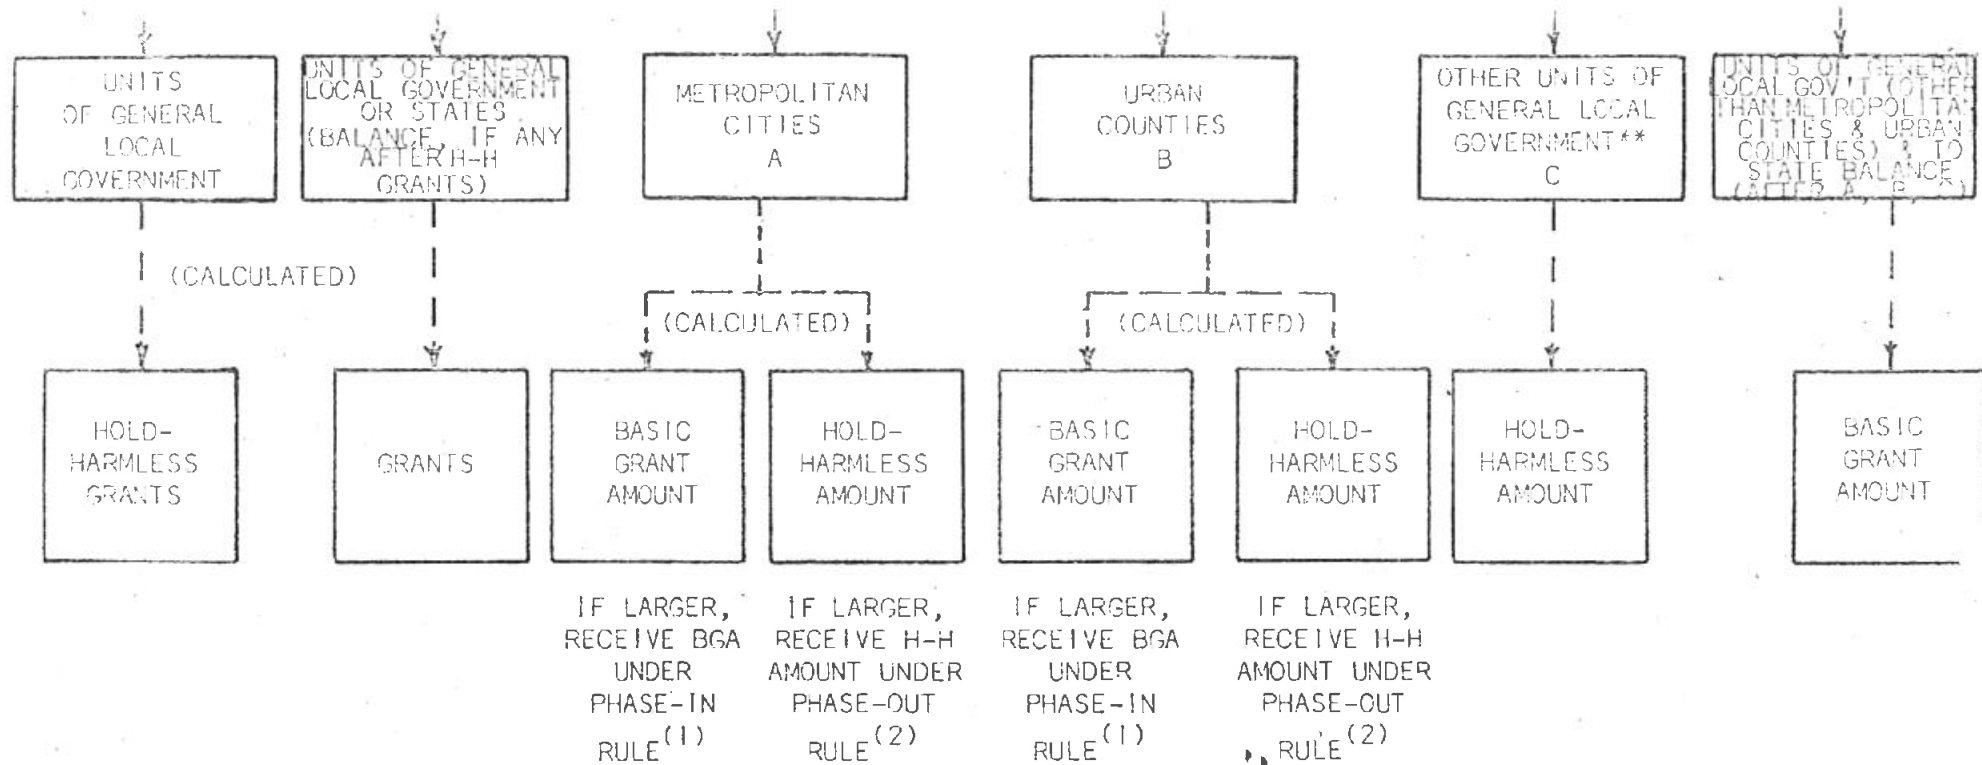 UNITS
OF GENERAL
LOCAL
GOVERNMENT
UNITS OF GENERAL
LOCAL GOVERNMENT
OR STATES
(BALANCE, IF ANY
AFTER H-H
GRANTS)
METROPOLITAN
CITIES
A
URBAN
COUNTIES
B
OTHER UNITS OF
GENERAL LOCAL
GOVERNMENT**
C
UNITS OF GENERAL
LOCAL GOV'T (OTHER
THAN METROPOLITAN
CITIES & URBAN
COUNTIES) & TO
STATE BALANCE
(AFTER A, B, C)
(CALCULATED)
(CALCULATED)
(CALCULATED)
HOLD-
HARMLESS
GRANTS
GRANTS
BASIC
GRANT
AMOUNT
HOLD-
HARMLESS
AMOUNT
BASIC
GRANT
AMOUNT
HOLD-
HARMLESS
AMOUNT
HOLD-
HARMLESS
AMOUNT
BASIC
GRANT
AMOUNT
IF LARGER,
RECEIVE BGA
UNDER
PHASE-IN
RULE(1)
IF LARGER,
RECEIVE H-H
AMOUNT UNDER
PHASE-OUT
RULE(2)
IF LARGER,
RECEIVE BGA
UNDER
PHASE-IN
RULE(1)
IF LARGER,
RECEIVE H-H
AMOUNT UNDER
PHASE-OUT
RULE(2)